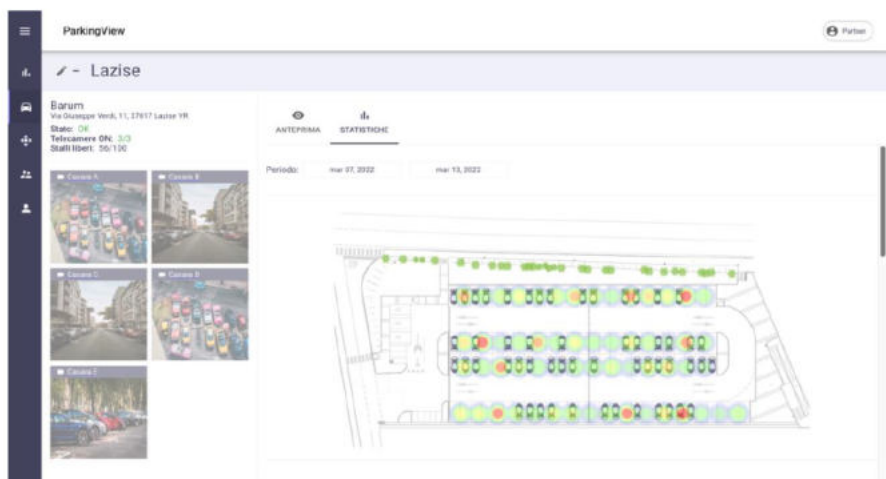 ParkingView
Partner
- Lazise
Barum
Via Giuseppe Verdi, 11, 37017 Lazise VR
Stato: OK
Telecamere ON: 3/3
Stalli liberi: 56/100
ANTEPRIMA
STATISTICHE
Periodo:
mar 07, 2022
mar 13, 2022
Camera A
Camera B
Camera C
Camera D
Camera E